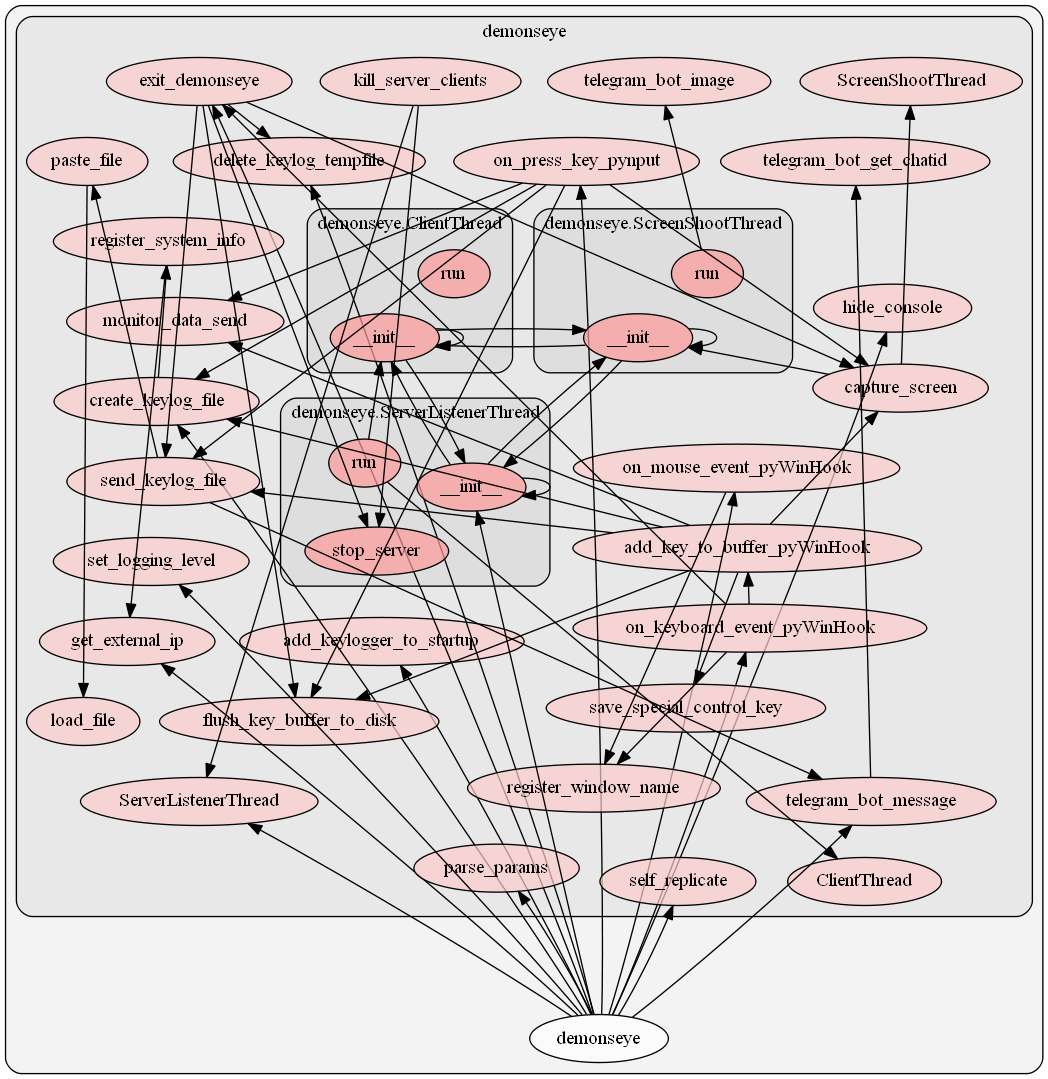 demonseye
exit_demonseye
kill_server_clients
telegram_bot_image
ScreenShootThread
paste_file
delete_keylog_tempfile
on_press_key_pynput
telegram_bot_get_chatid
demonseye.ClientThread
demonseye.ScreenShootThread
register_system_info
run
run
monitor_data_send
hide_console
__init__
__init__
create_keylog_file
capture_screen
demonseye.ServerListenerThread
run
on_mouse_event_pyWinHook
send_keylog_file
__init__
set_logging_level
stop_server
add_key_to_buffer_pyWinHook
get_external_ip
add_keylogger_to_startup
on_keyboard_event_pyWinHook
load_file
flush_key_buffer_to_disk
save_special_control_key
ServerListenerThread
register_window_name
telegram_bot_message
parse_params
self_replicate
ClientThread
demonseye